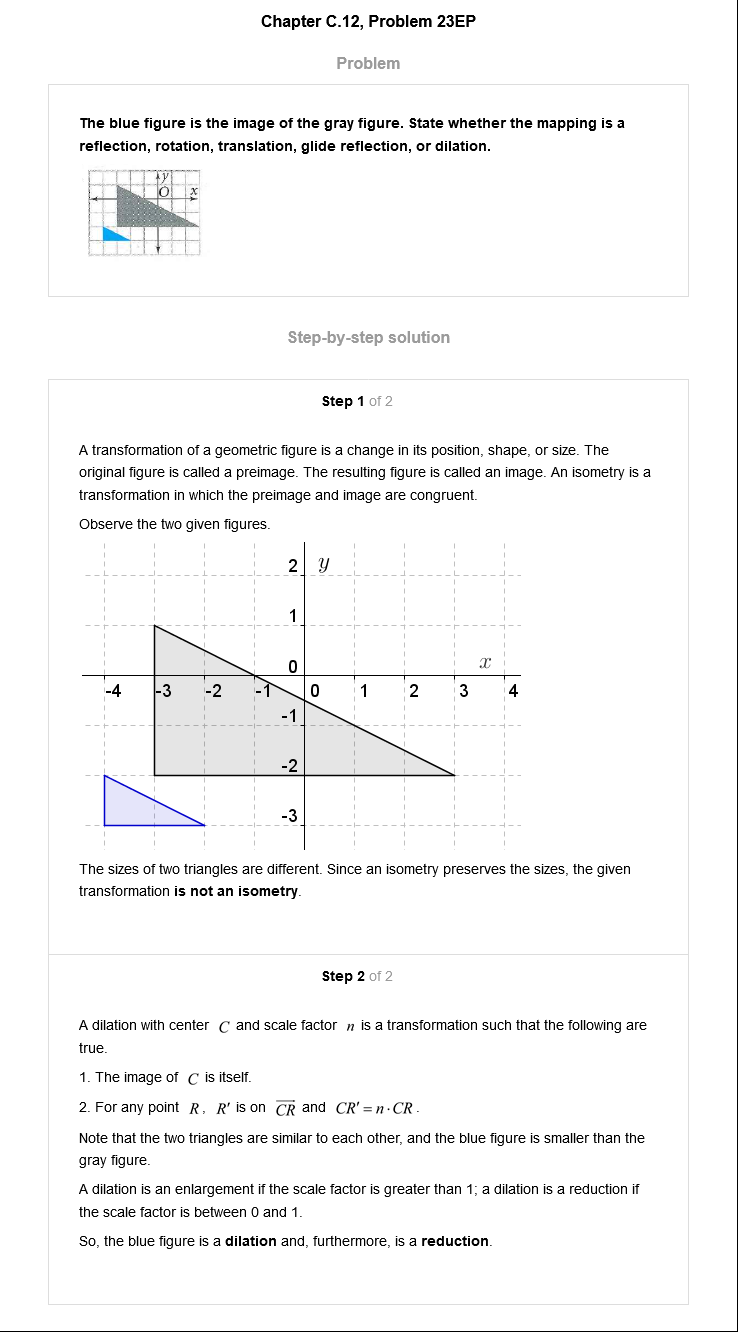 Chapter C.12, Problem 23EP
Problem
The blue figure is the image of the gray figure. State whether the mapping is a
reflection, rotation, translation, glide reflection, or dilation.
y
O x
Step-by-step solution
Step 1 of 2
A transformation of a geometric figure is a change in its position, shape, or size. The
original figure is called a preimage. The resulting figure is called an image. An isometry is a
transformation in which the preimage and image are congruent.
Observe the two given figures.
2 y
1
0 x
-4 -3 -2 -1 0 1 2 3 4
-1
-2
-3
The sizes of two triangles are different. Since an isometry preserves the sizes, the given
transformation is not an isometry.
Step 2 of 2
A dilation with center C and scale factor n is a transformation such that the following are
true.
1. The image of C is itself.
2. For any point R, R′ is on \overrightarrow{CR} and CR′ = n · CR.
Note that the two triangles are similar to each other, and the blue figure is smaller than the
gray figure.
A dilation is an enlargement if the scale factor is greater than 1; a dilation is a reduction if
the scale factor is between 0 and 1.
So, the blue figure is a dilation and, furthermore, is a reduction.